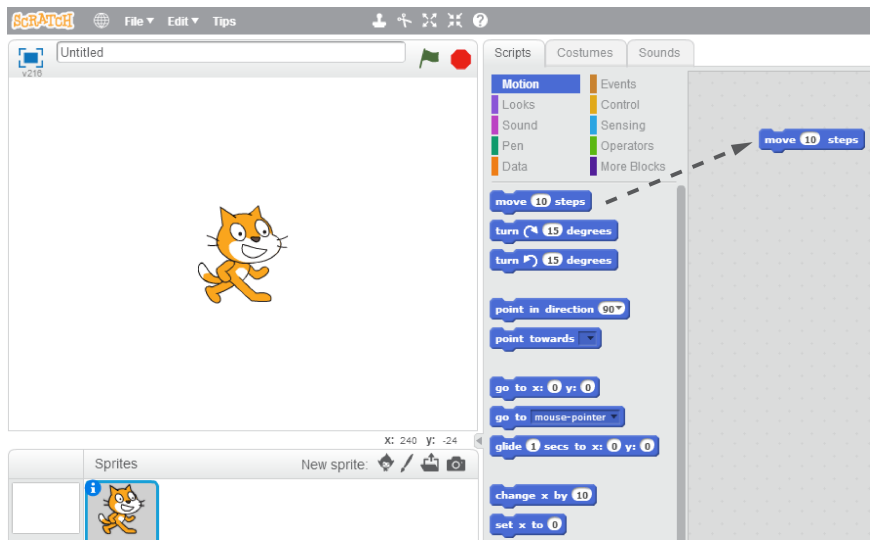 SCRATCH File Edit Tips
v216 Untitled
Scripts Costumes Sounds
Motion Events
Looks Control
Sound Sensing
Pen Operators
Data More Blocks
move 10 steps
turn 15 degrees
turn 15 degrees
point in direction 90
point towards
go to x: 0 y: 0
go to mouse-pointer
glide 1 secs to x: 0 y: 0
change x by 10
set x to 0
move 10 steps
X: 240 y: -24
Sprites New sprite: